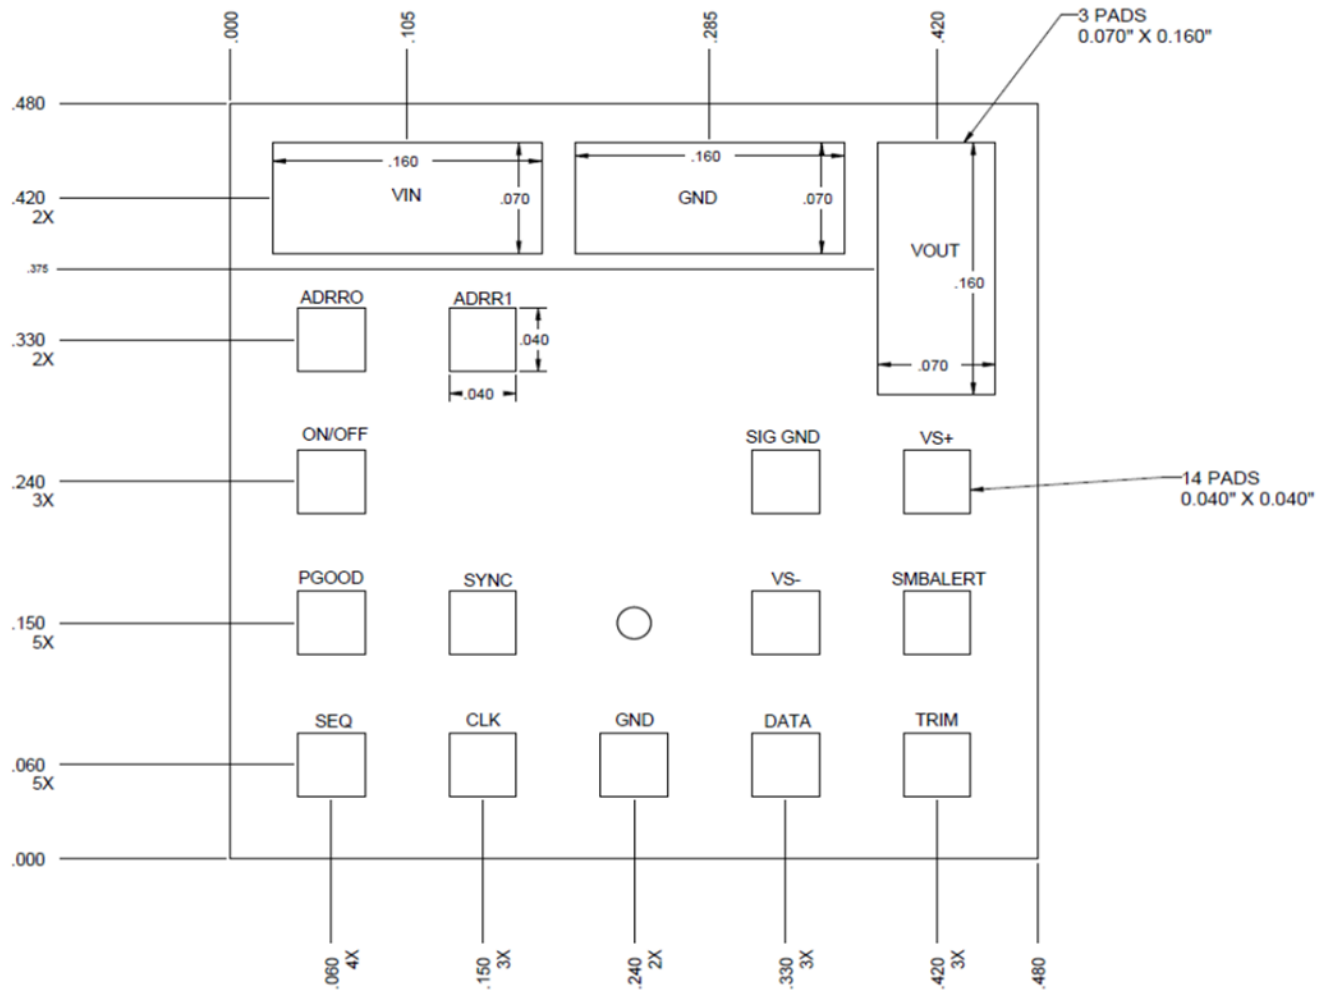 .000
.105
.285
.420
3 PADS
0.070" X 0.160"
.480
.160
.160
.420
2X
VIN
.070
GND
.070
VOUT
.375
.160
ADRRO
ADRR1
.330
2X
.040
.070
.040
ON/OFF
SIG GND
VS+
.240
3X
14 PADS
0.040" X 0.040"
PGOOD
SYNC
VS-
SMBALERT
.150
5X
SEQ
CLK
GND
DATA
TRIM
.060
5X
.000
.060 4X
.150 3X
.240 2X
.330 3X
.420 3X
.480